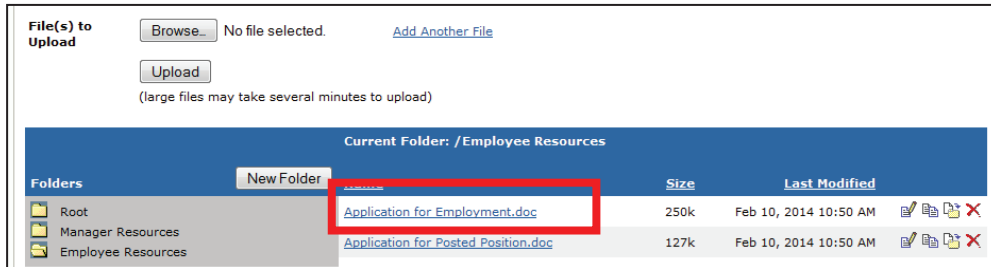 File(s) to Upload
Browse_ No file selected. Add Another File
Upload
(large files may take several minutes to upload)
Current Folder: /Employee Resources
Folders New Folder Name Size Last Modified
Root Application for Employment.doc 250k Feb 10, 2014 10:50 AM
Manager Resources
Application for Posted Position.doc 127k Feb 10, 2014 10:50 AM
Employee Resources